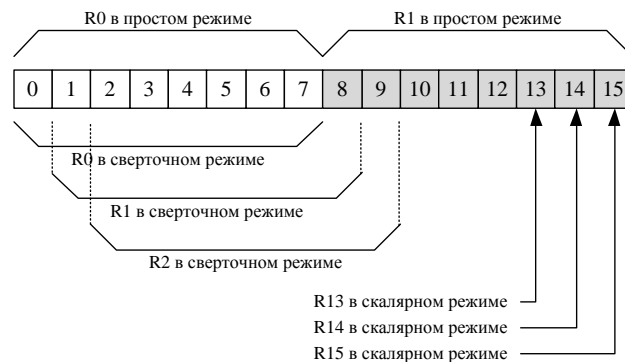 R0 в простом режиме R1 в простом режиме
0 1 2 3 4 5 6 7 8 9 10 11 12 13 14 15
R0 в сверточном режиме
R1 в сверточном режиме
R2 в сверточном режиме
R13 в скалярном режиме
R14 в скалярном режиме
R15 в скалярном режиме